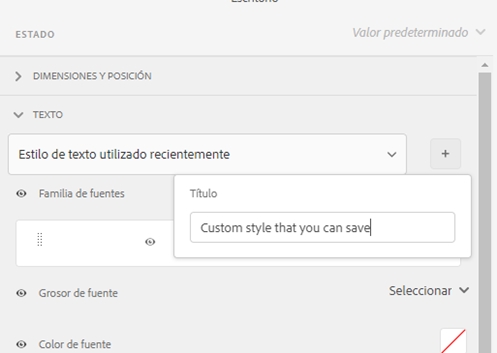 Escritorio
ESTADO
Valor predeterminado
DIMENSIONES Y POSICIÓN
TEXTO
Estilo de texto utilizado recientemente
+
Familia de fuentes
Título
Custom style that you can save
Grosor de fuente
Seleccionar
Color de fuente